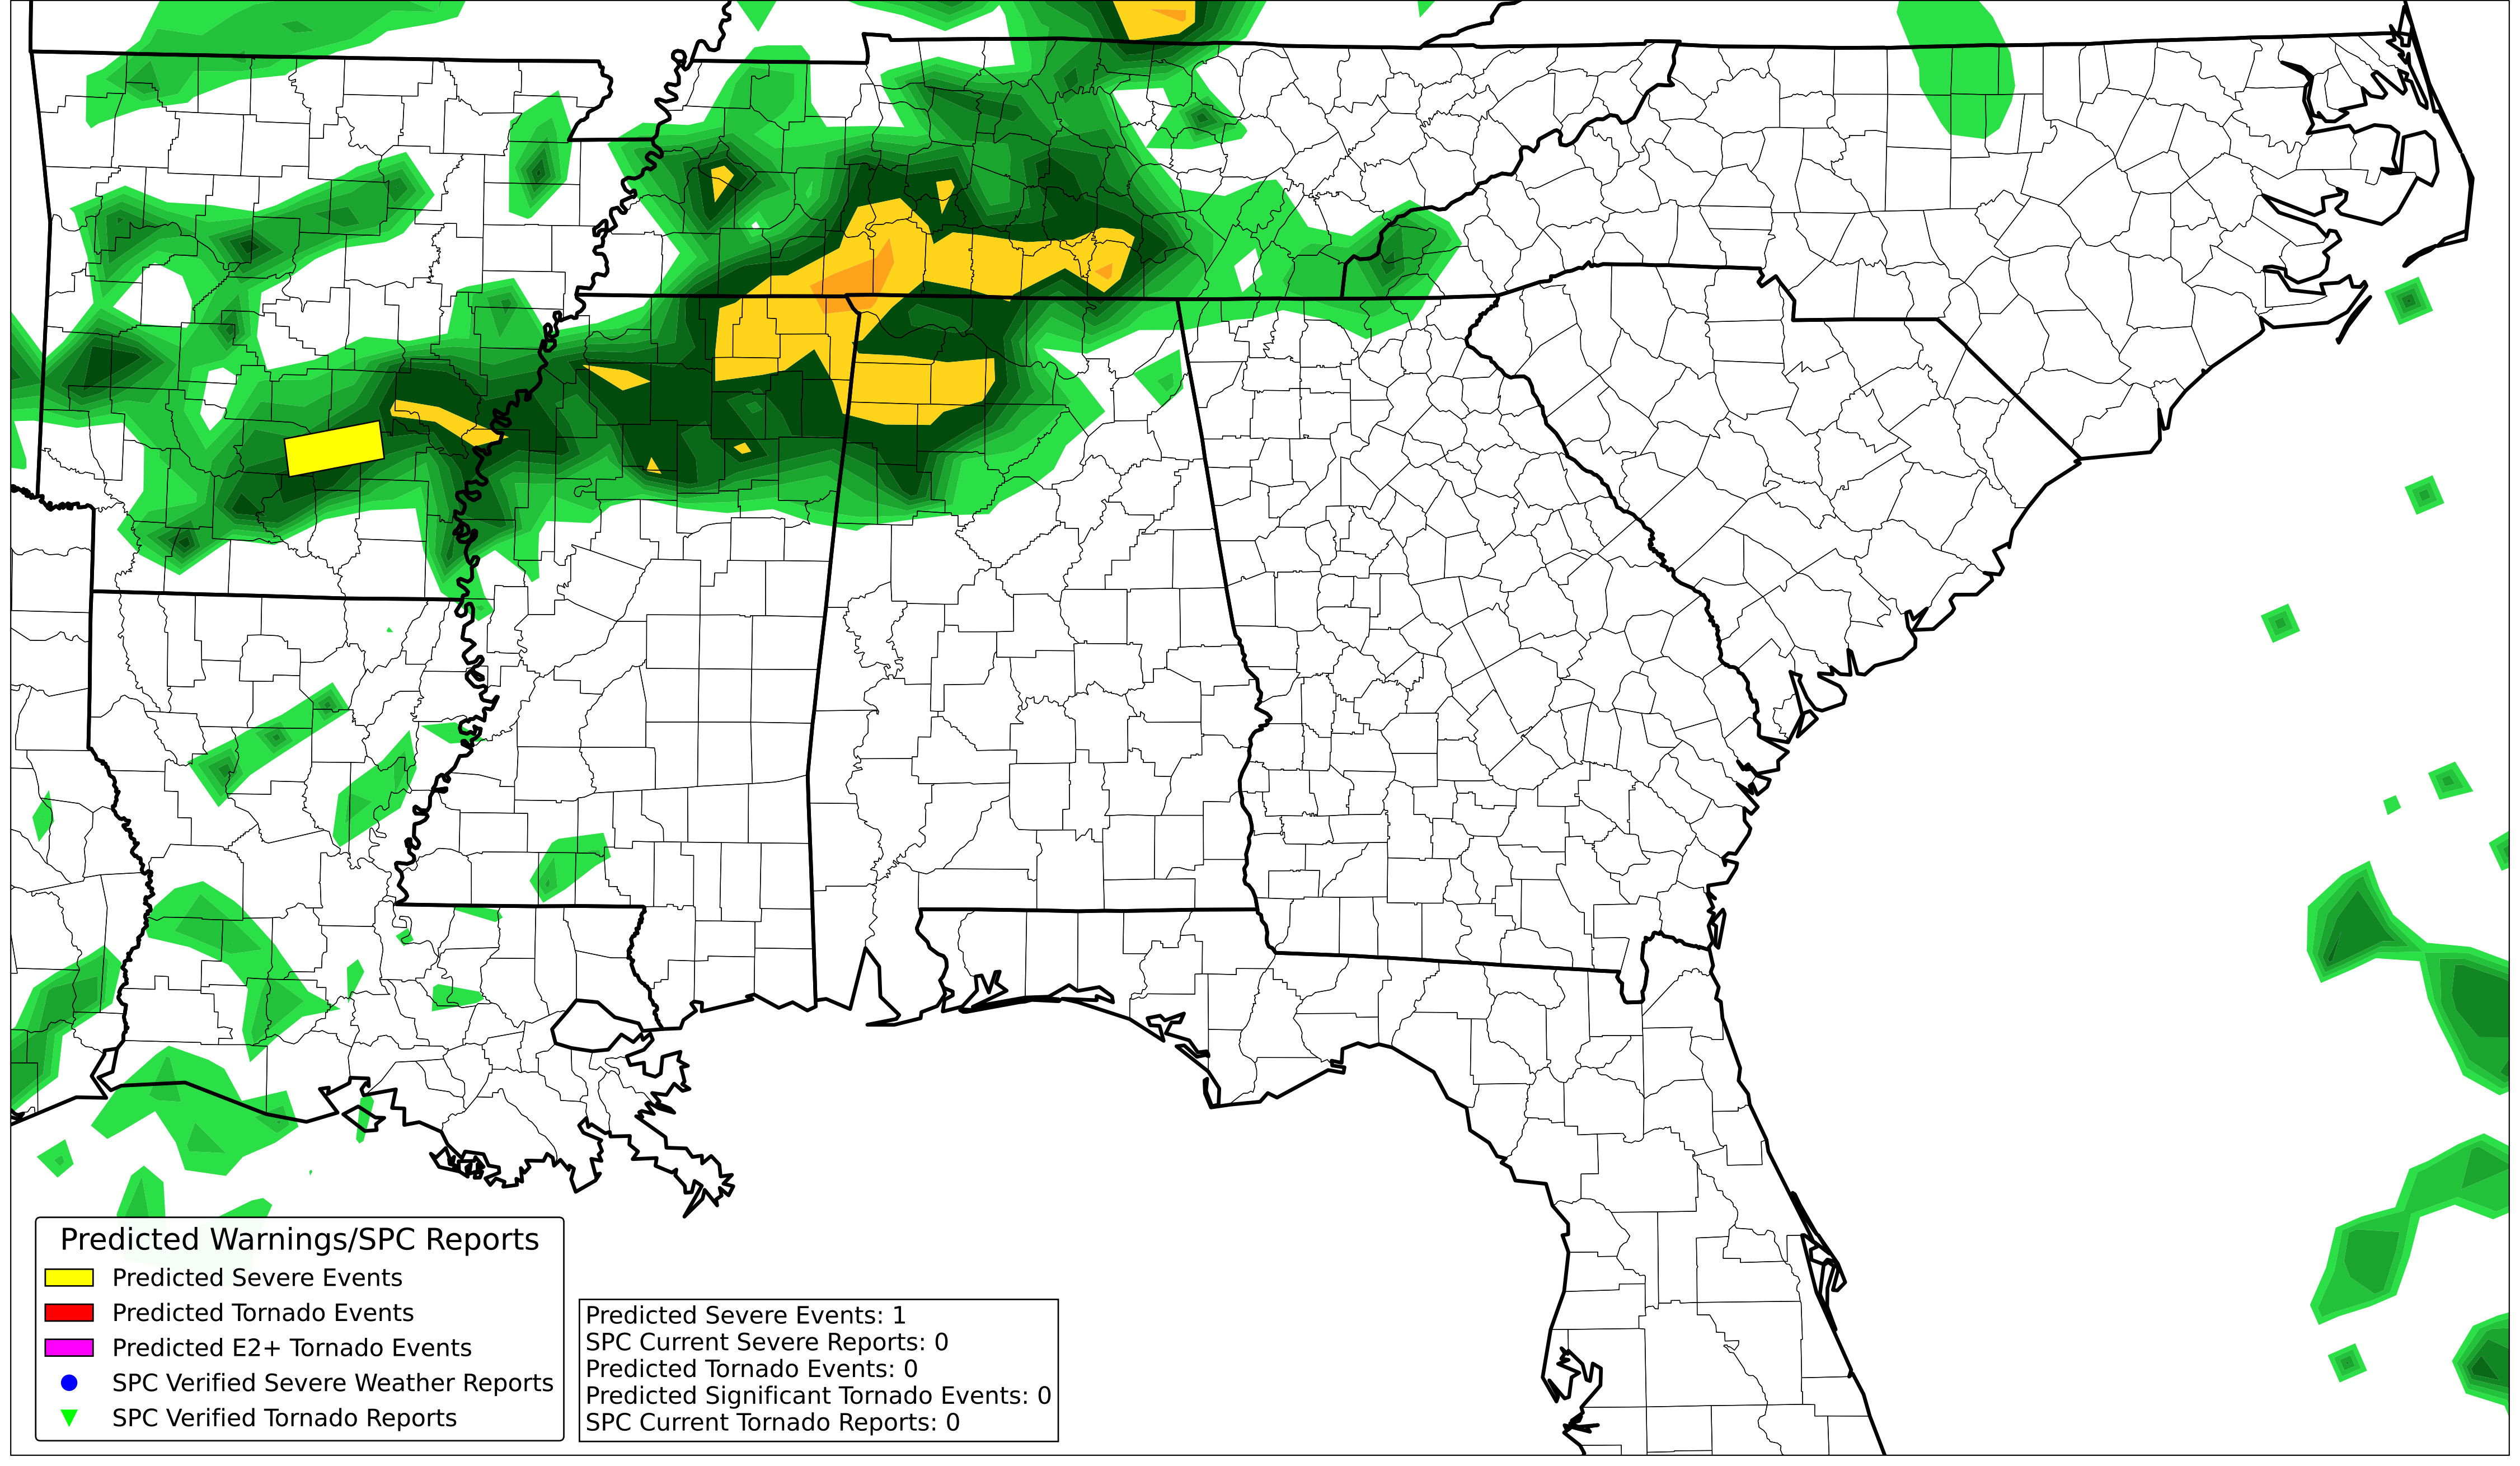 Predicted Warnings/SPC Reports
Predicted Severe Events
Predicted Tornado Events
Predicted E2+ Tornado Events
SPC Verified Severe Weather Reports
SPC Verified Tornado Reports
Predicted Severe Events: 1
SPC Current Severe Reports: 0
Predicted Tornado Events: 0
Predicted Significant Tornado Events: 0
SPC Current Tornado Reports: 0